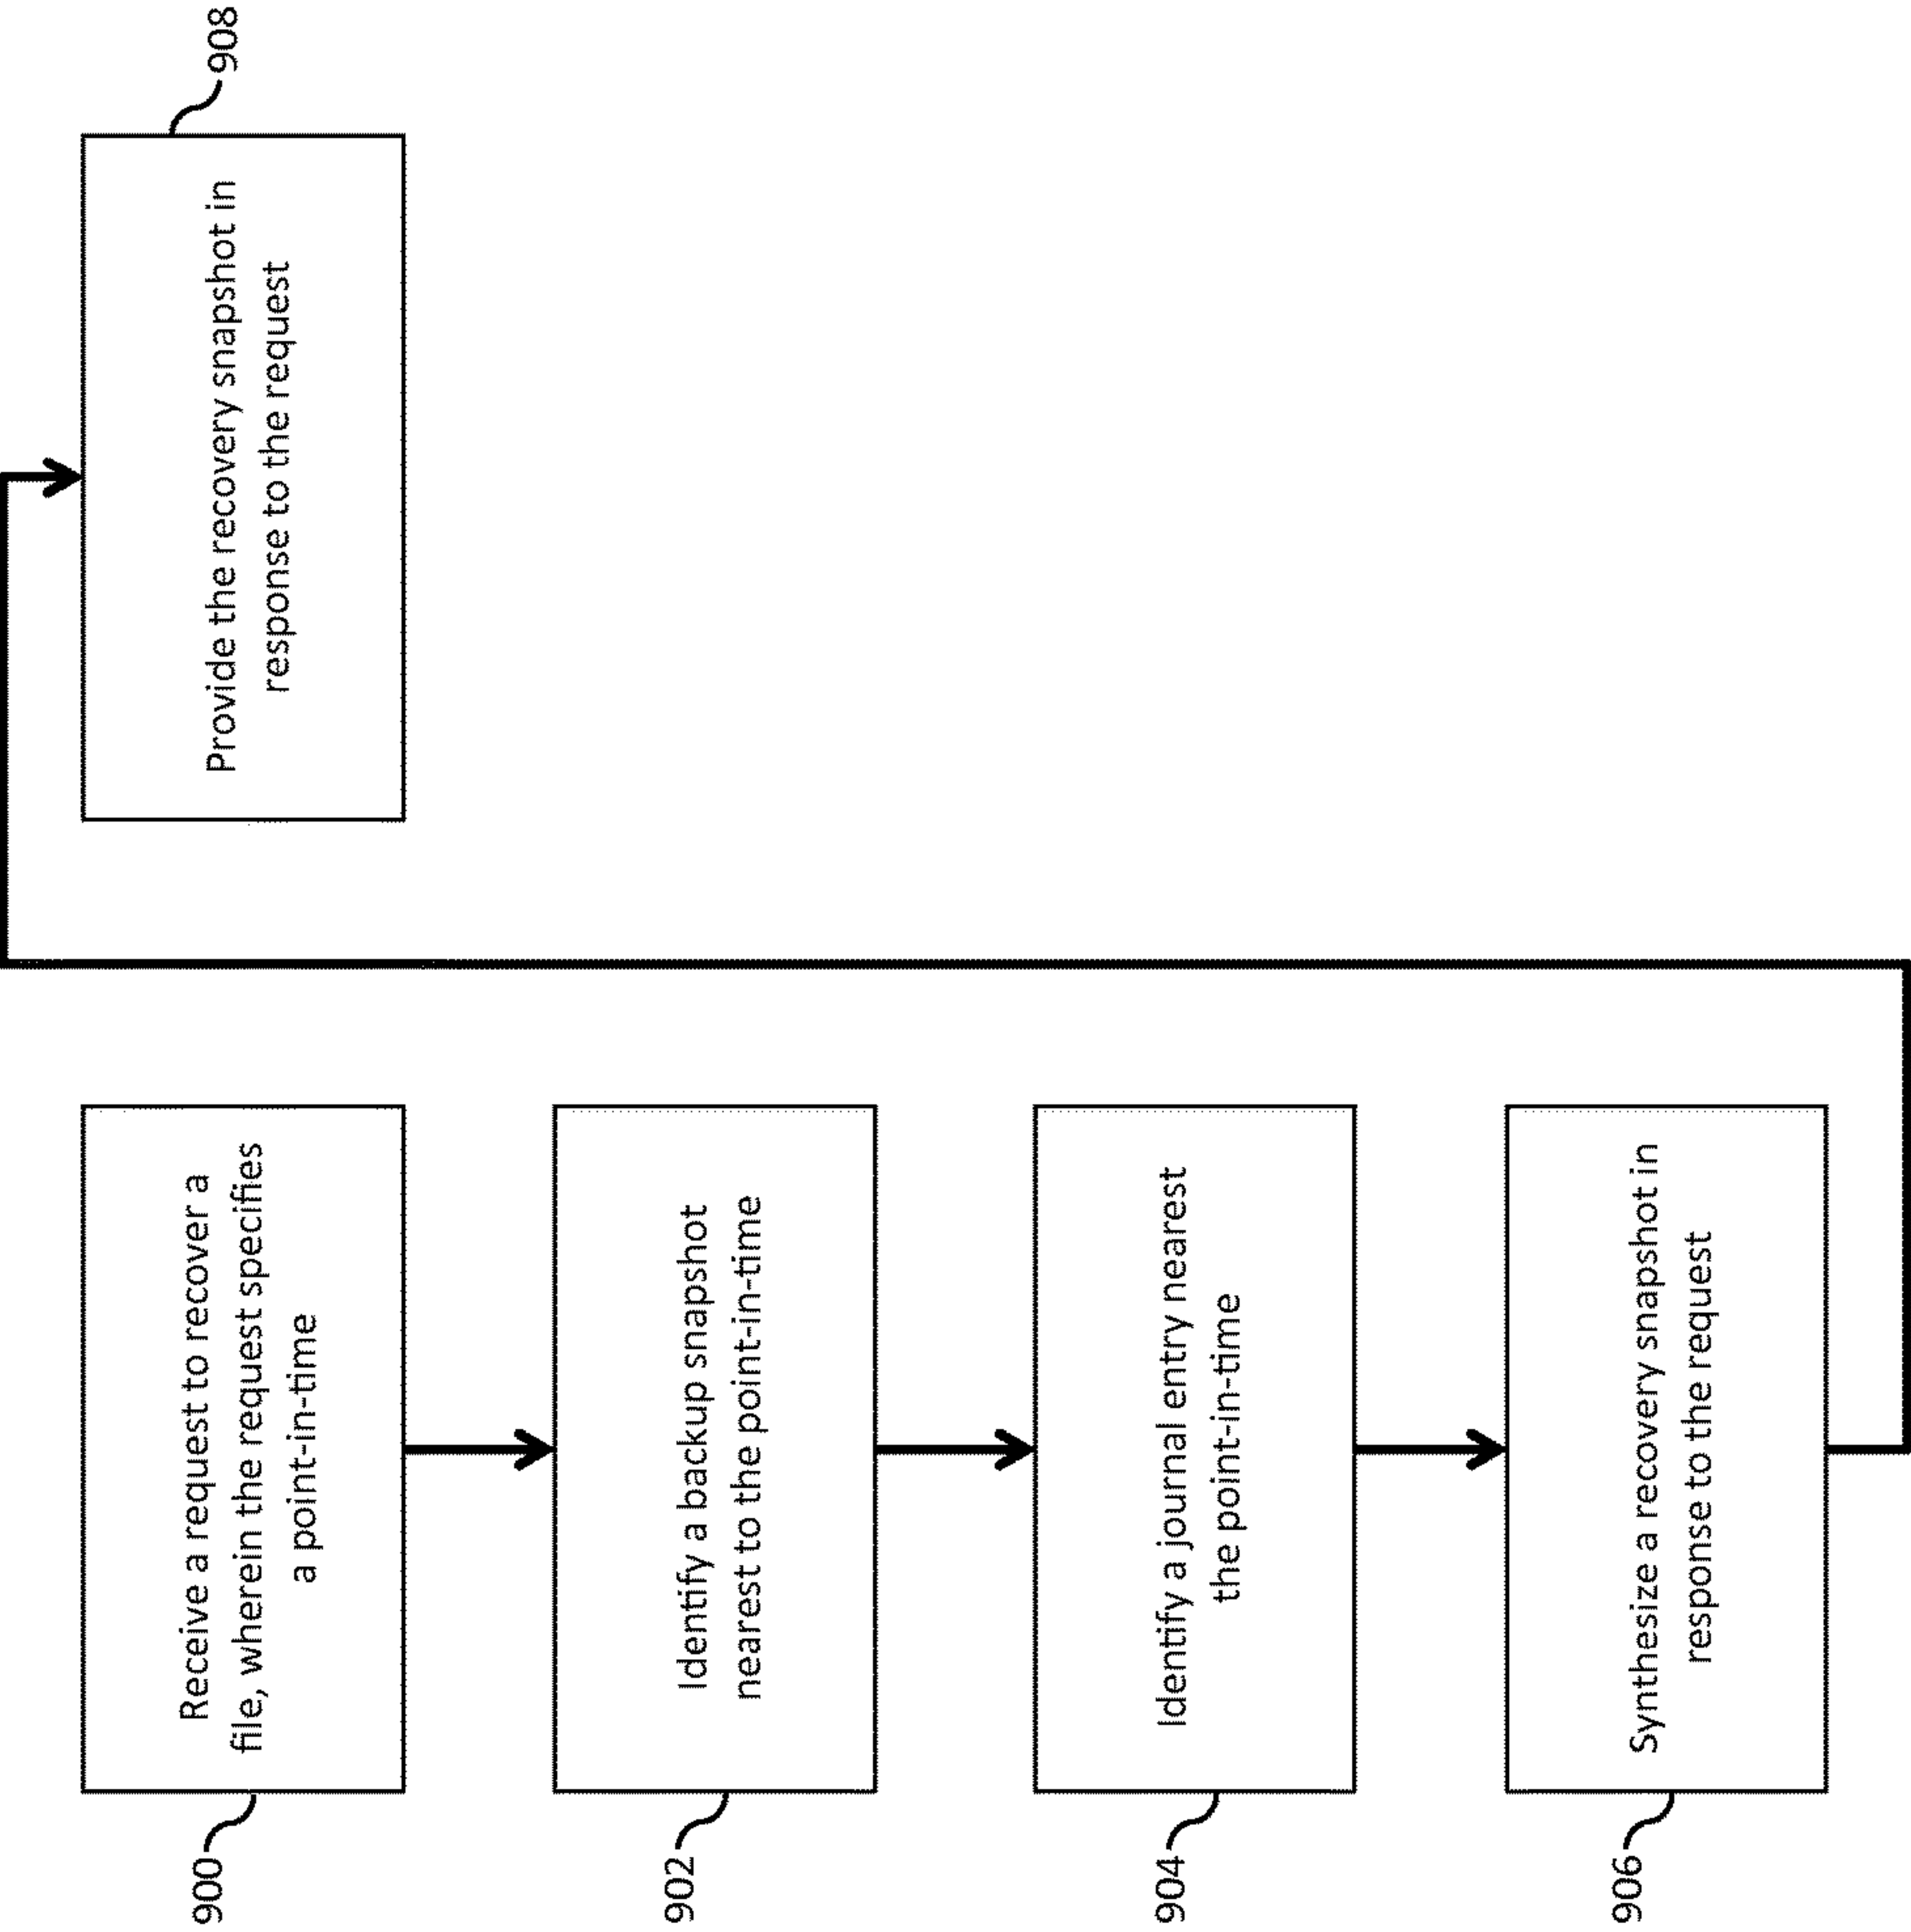 900
Receive a request to recover a
file, wherein the request specifies
a point-in-time
902
Identify a backup snapshot
nearest to the point-in-time
904
Identify a journal entry nearest
the point-in-time
906
Synthesize a recovery snapshot in
response to the request
908
Provide the recovery snapshot in
response to the request